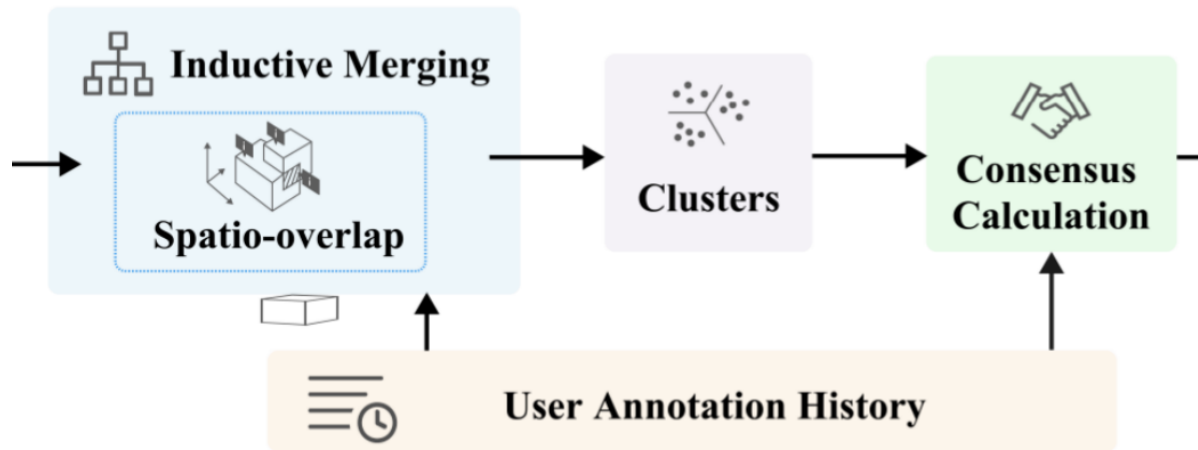 Inductive Merging
Spatio-overlap
Clusters
Consensus
Calculation
User Annotation History